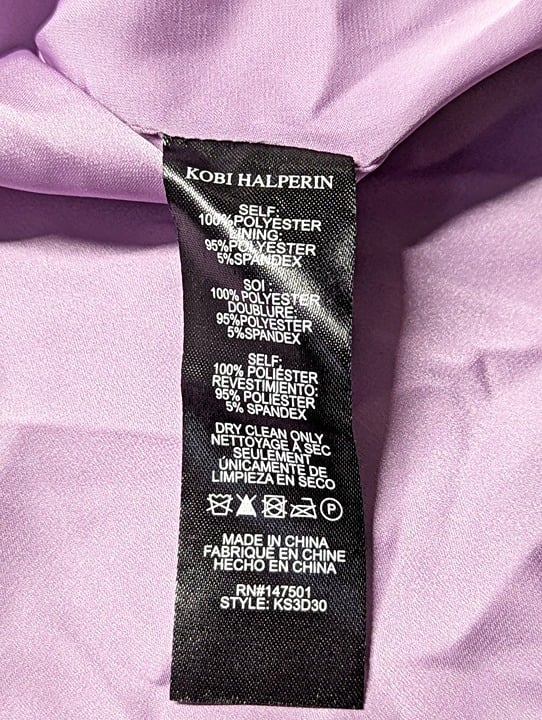 KOBI HALPERIN
SELF:
100%POLYESTER
LINING:
95%POLYESTER
5%SPANDEX
SOI :
100% POLYESTER
DOUBLURE:
95%POLYESTER
5%SPANDEX
SELF:
100% POLIÉSTER
REVESTIMIENTO:
95% POLIÉSTER
5% SPANDEX
DRY CLEAN ONLY
NETTOYAGE À SEC
SEULEMENT
ÚNICAMENTE DE
LIMPIEZA EN SECO
P
MADE IN CHINA
FABRIQUÉ EN CHINE
HECHO EN CHINA
RN#147501
STYLE: KS3D30